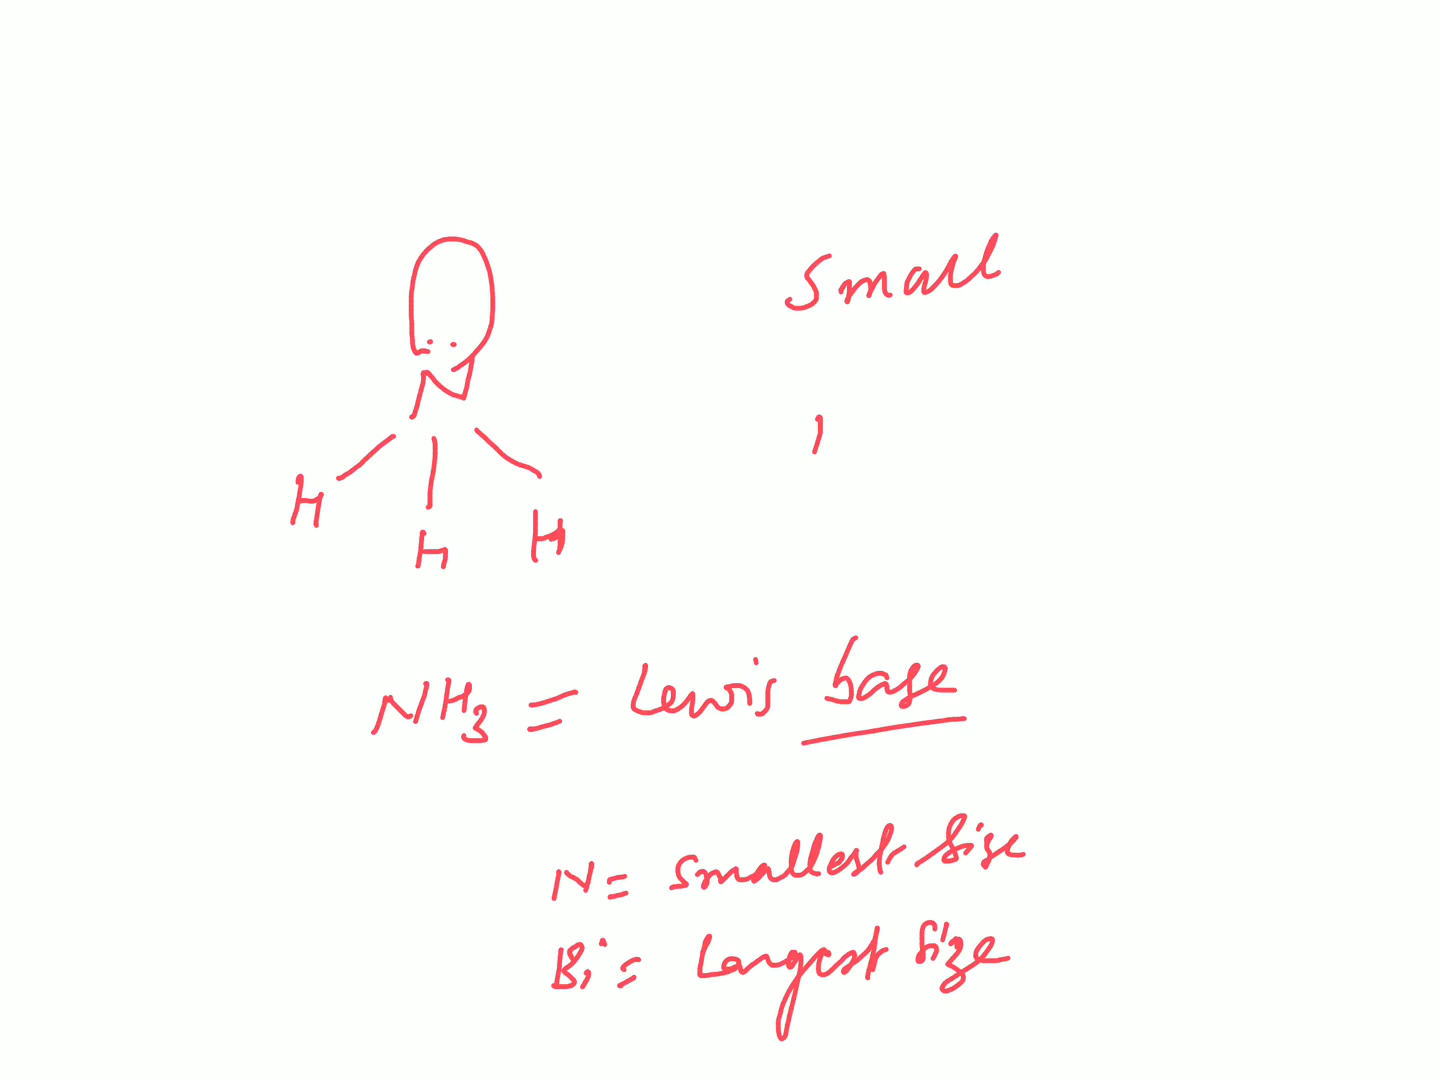 Small
N
H H H
NH3 = Lewis base
N = Smallest Size
Bi = Largest Size